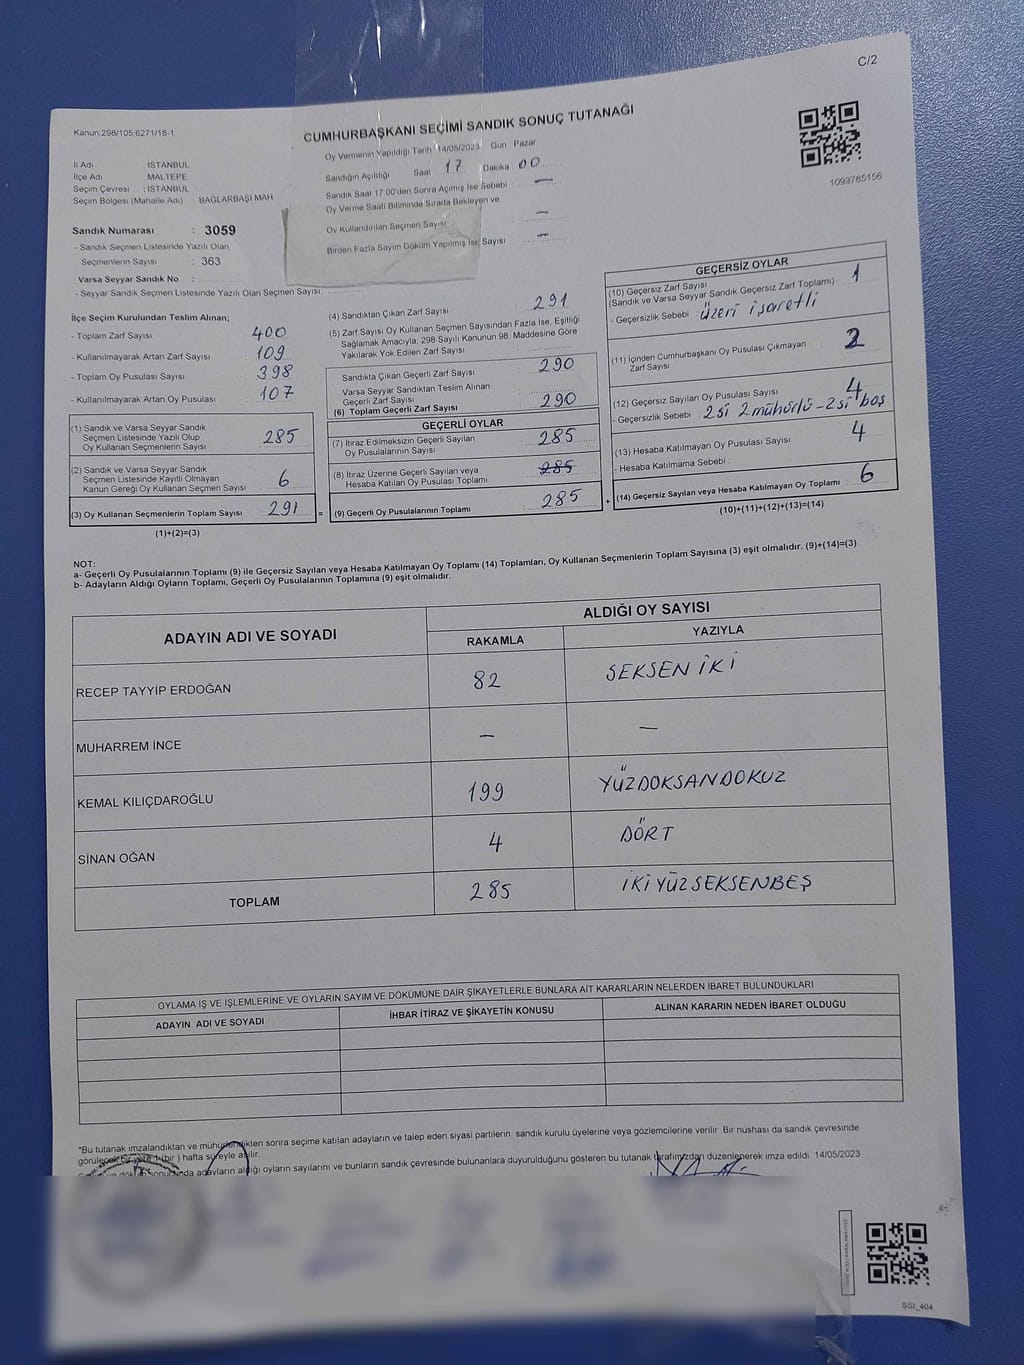 C/2
Kanun;298/105,6271/18-1
CUMHURBAŞKANI SEÇİMİ SANDIK SONUÇ TUTANAĞI
İl Adı : İSTANBUL
İlçe Adı : MALTEPE
Seçim Çevresi : İSTANBUL
Seçim Bölgesi (Mahalle Adı) BAĞLARBAŞI MAH
Oy Vermenin Yapıldığı Tarih 14/05/2023 Gün : Pazar
Sandığın Açıldığı Saat 17 Dakika : 00
Sandık Saat 17:00'den Sonra Açımış İse Sebebi : —
Oy Verme Saati Bitiminde Sırada Bekleyen ve
Oy Kullandırılan Seçmen Sayısı : —
Birden Fazla Sayım Döküm Yapılmış İse Sayısı : —
1093785156
Sandık Numarası : 3059
- Sandık Seçmen Listesinde Yazılı Olan
Seçmenlerin Sayısı : 363
Varsa Seyyar Sandık No :
- Seyyar Sandık Seçmen Listesinde Yazılı Olan Seçmen Sayısı:
İlçe Seçim Kurulundan Teslim Alınan;
- Toplam Zarf Sayısı : 400
- Kullanılmayarak Artan Zarf Sayısı : 109
- Toplam Oy Pusulası Sayısı : 398
- Kullanılmayarak Artan Oy Pusulası : 107
(1) Sandık ve Varsa Seyyar Sandık
Seçmen Listesinde Yazılı Olup
Oy Kullanan Seçmenlerin Sayısı : 285
(2) Sandık ve Varsa Seyyar Sandık
Seçmen Listesinde Kayıtlı Olmayan
Kanun Gereği Oy Kullanan Seçmen Sayısı : 6
(3) Oy Kullanan Seçmenlerin Toplam Sayısı : 291
(1)+(2)=(3)
(4) Sandıktan Çıkan Zarf Sayısı : 291
(5) Zarf Sayısı Oy Kullanan Seçmen Sayısından Fazla İse, Eşitliği
Sağlamak Amacıyla, 298 Sayılı Kanunun 98. Maddesine Göre
Yakılarak Yok Edilen Zarf Sayısı :
Sandıkta Çıkan Geçerli Zarf Sayısı : 290
Varsa Seyyar Sandıktan Teslim Alınan
Geçerli Zarf Sayısı :
(6) Toplam Geçerli Zarf Sayısı : 290
GEÇERLİ OYLAR
(7) İtiraz Edilmeksizin Geçerli Sayılan
Oy Pusulalarının Sayısı : 285
(8) İtiraz Üzerine Geçerli Sayılan veya
Hesaba Katılan Oy Pusulası Toplamı : 285
= (9) Geçerli Oy Pusulalarının Toplamı : 285 +
GEÇERSİZ OYLAR
(10) Geçersiz Zarf Sayısı
(Sandık ve Varsa Seyyar Sandık Geçersiz Zarf Toplamı) : 1
- Geçersizlik Sebebi : üzeri işaretli
(11) İçinden Cumhurbaşkanı Oy Pusulası Çıkmayan
Zarf Sayısı : 2
(12) Geçersiz Sayılan Oy Pusulası Sayısı : 4
- Geçersizlik Sebebi : 2si 2 mühürlü - 2si boş
(13) Hesaba Katılmayan Oy Pusulası Sayısı : 4
- Hesaba Katılmama Sebebi :
(14) Geçersiz Sayılan veya Hesaba Katılmayan Oy Toplamı : 6
(10)+(11)+(12)+(13)=(14)
NOT:
a- Geçerli Oy Pusulalarının Toplamı (9) ile Geçersiz Sayılan veya Hesaba Katılmayan Oy Toplamı (14) Toplamları, Oy Kullanan Seçmenlerin Toplam Sayısına (3) eşit olmalıdır. (9)+(14)=(3)
b- Adayların Aldığı Oyların Toplamı, Geçerli Oy Pusulalarının Toplamına (9) eşit olmalıdır.
ADAYIN ADI VE SOYADI ALDIĞI OY SAYISI
RAKAMLA YAZIYLA
RECEP TAYYİP ERDOĞAN 82 SEKSEN İKİ
MUHARREM İNCE — —
KEMAL KILIÇDAROĞLU 199 YÜZDOKSANDOKUZ
SİNAN OĞAN 4 DÖRT
TOPLAM 285 İKİYÜZSEKSENBEŞ
OYLAMA İŞ VE İŞLEMLERİNE VE OYLARIN SAYIM VE DÖKÜMÜNE DAİR ŞİKAYETLERLE BUNLARA AİT KARARLARIN NELERDEN İBARET BULUNDUKLARI
ADAYIN ADI VE SOYADI İHBAR İTİRAZ VE ŞİKAYETİN KONUSU ALINAN KARARIN NEDEN İBARET OLDUĞU
*Bu tutanak imzalandıktan ve mühürlendikten sonra seçime katılan adayların ve talep eden siyasi partilerin sandık kurulu üyelerine veya gözlemcilerine verilir .Bir nushası da sandık çevresinde
görülecek bir yere 1 (bir ) hafta süreyle asılır.
adayların aldığı oyların sayılarını ve bunların sandık çevresinde bulunanlara duyurulduğunu gösteren bu tutanak tarafımızdan düzenlenerek imza edildi. 14/05/2023
SSI_404